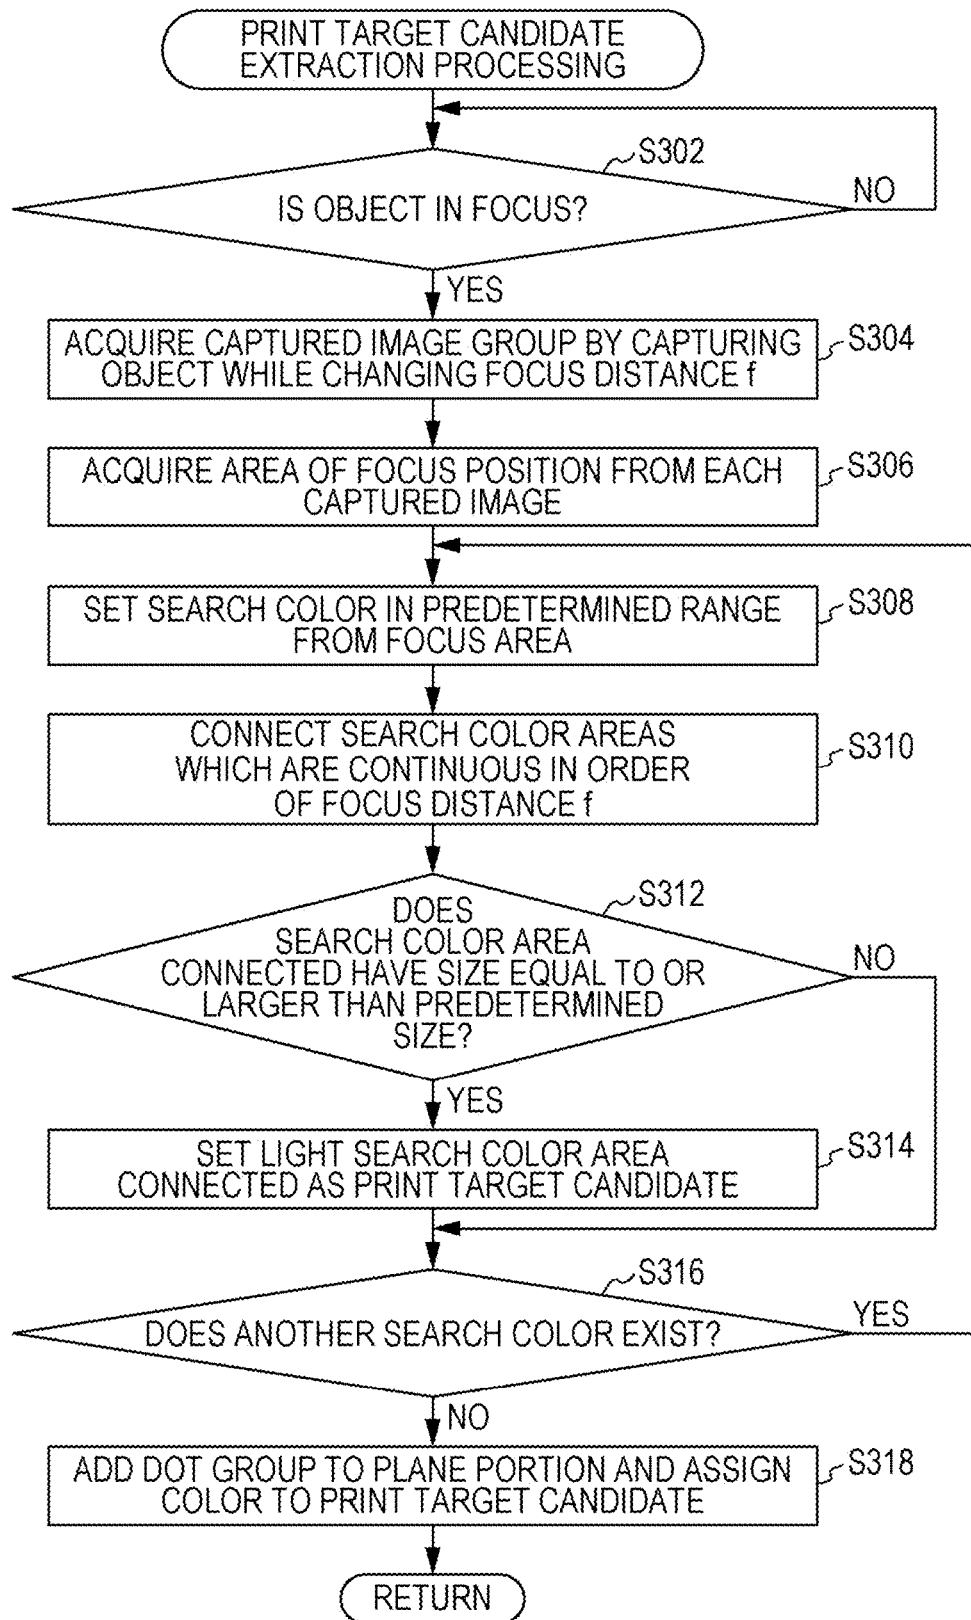 PRINT TARGET CANDIDATE
EXTRACTION PROCESSING
S302
IS OBJECT IN FOCUS?
NO
YES
ACQUIRE CAPTURED IMAGE GROUP BY CAPTURING
OBJECT WHILE CHANGING FOCUS DISTANCE f
S304
ACQUIRE AREA OF FOCUS POSITION FROM EACH
CAPTURED IMAGE
S306
SET SEARCH COLOR IN PREDETERMINED RANGE
FROM FOCUS AREA
S308
CONNECT SEARCH COLOR AREAS
WHICH ARE CONTINUOUS IN ORDER
OF FOCUS DISTANCE f
S310
S312
DOES
SEARCH COLOR AREA
CONNECTED HAVE SIZE EQUAL TO OR
LARGER THAN PREDETERMINED
SIZE?
NO
YES
SET LIGHT SEARCH COLOR AREA
CONNECTED AS PRINT TARGET CANDIDATE
S314
S316
DOES ANOTHER SEARCH COLOR EXIST?
YES
NO
ADD DOT GROUP TO PLANE PORTION AND ASSIGN
COLOR TO PRINT TARGET CANDIDATE
S318
RETURN